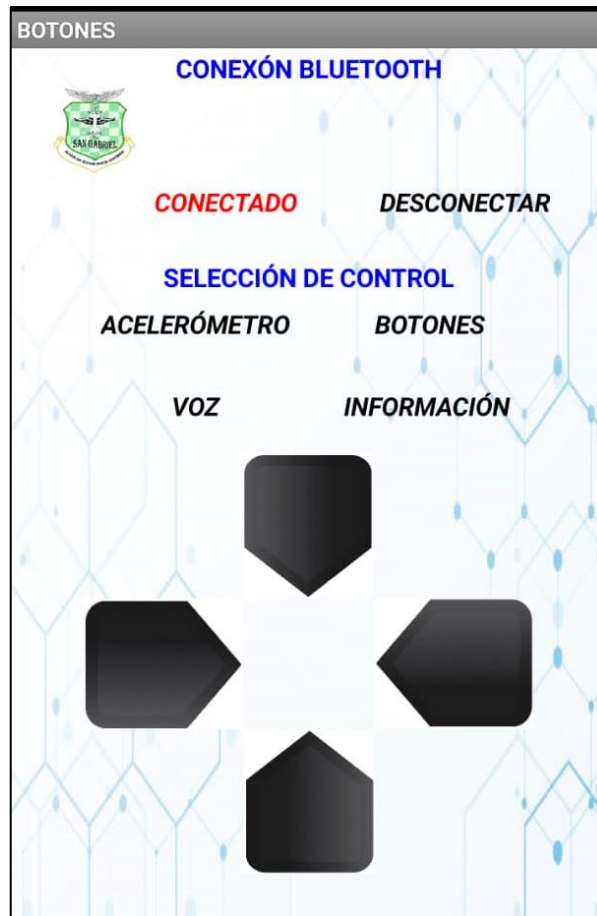 BOTONES
CONEXÓN BLUETOOTH
SAN GABRIEL
CONECTADO DESCONECTAR
SELECCIÓN DE CONTROL
ACELERÓMETRO BOTONES
VOZ INFORMACIÓN